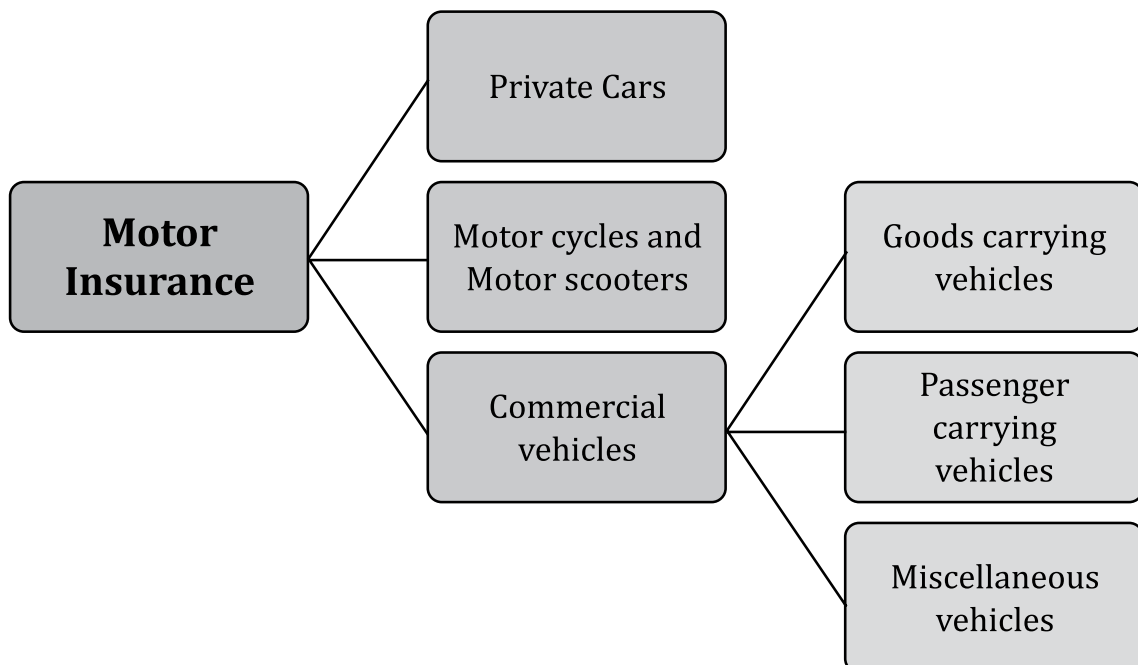 Motor
Insurance
Private Cars
Motor cycles and
Motor scooters
Commercial
vehicles
Goods carrying
vehicles
Passenger
carrying
vehicles
Miscellaneous
vehicles